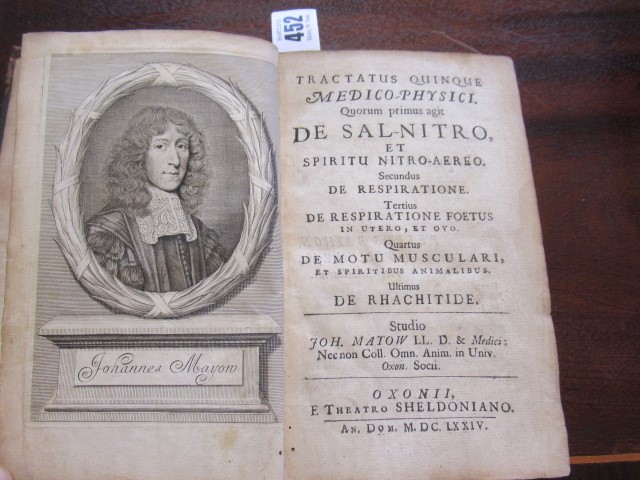 452
Johannes Mayow
TRACTATUS QUINQUE
MEDICO-PHYSICI.
Quorum primus agit
DE SAL-NITRO,
ET
SPIRITU NITRO-AEREO.
Secundus
DE RESPIRATIONE.
Tertius
DE RESPIRATIONE FOETUS
IN UTERO, ET OVO.
Quartus
DE MOTU MUSCULARI,
ET SPIRITIBUS ANIMALIBUS.
Ultimus
DE RHACHITIDE.
Studio
JOH. MAYOW LL. D. & Medici:
Nec non Coll. Omn. Anim. in Univ.
Oxon. Socii.
OXONII,
E THEATRO SHELDONIANO.
AN. DOM. M. DC. LXXIV.